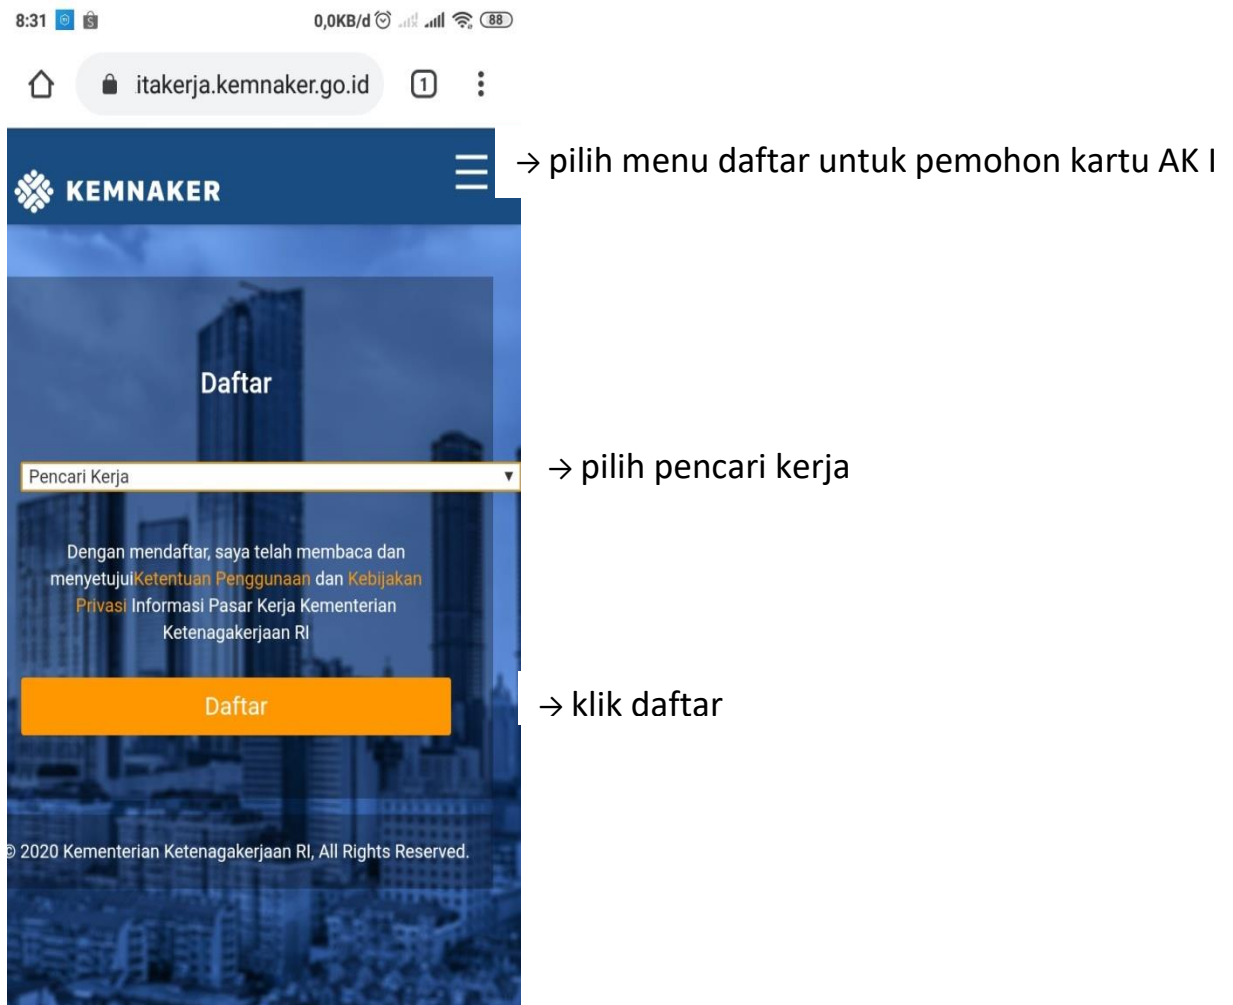 8:31
0,0KB/d
88
itakerja.kemnaker.go.id
1
KEMNAKER
→ pilih menu daftar untuk pemohon kartu AK I
Daftar
Pencari Kerja
→ pilih pencari kerja
Dengan mendaftar, saya telah membaca dan
menyetujuiKetentuan Penggunaan dan Kebijakan
Privasi Informasi Pasar Kerja Kementerian
Ketenagakerjaan RI
Daftar
→ klik daftar
© 2020 Kementerian Ketenagakerjaan RI, All Rights Reserved.